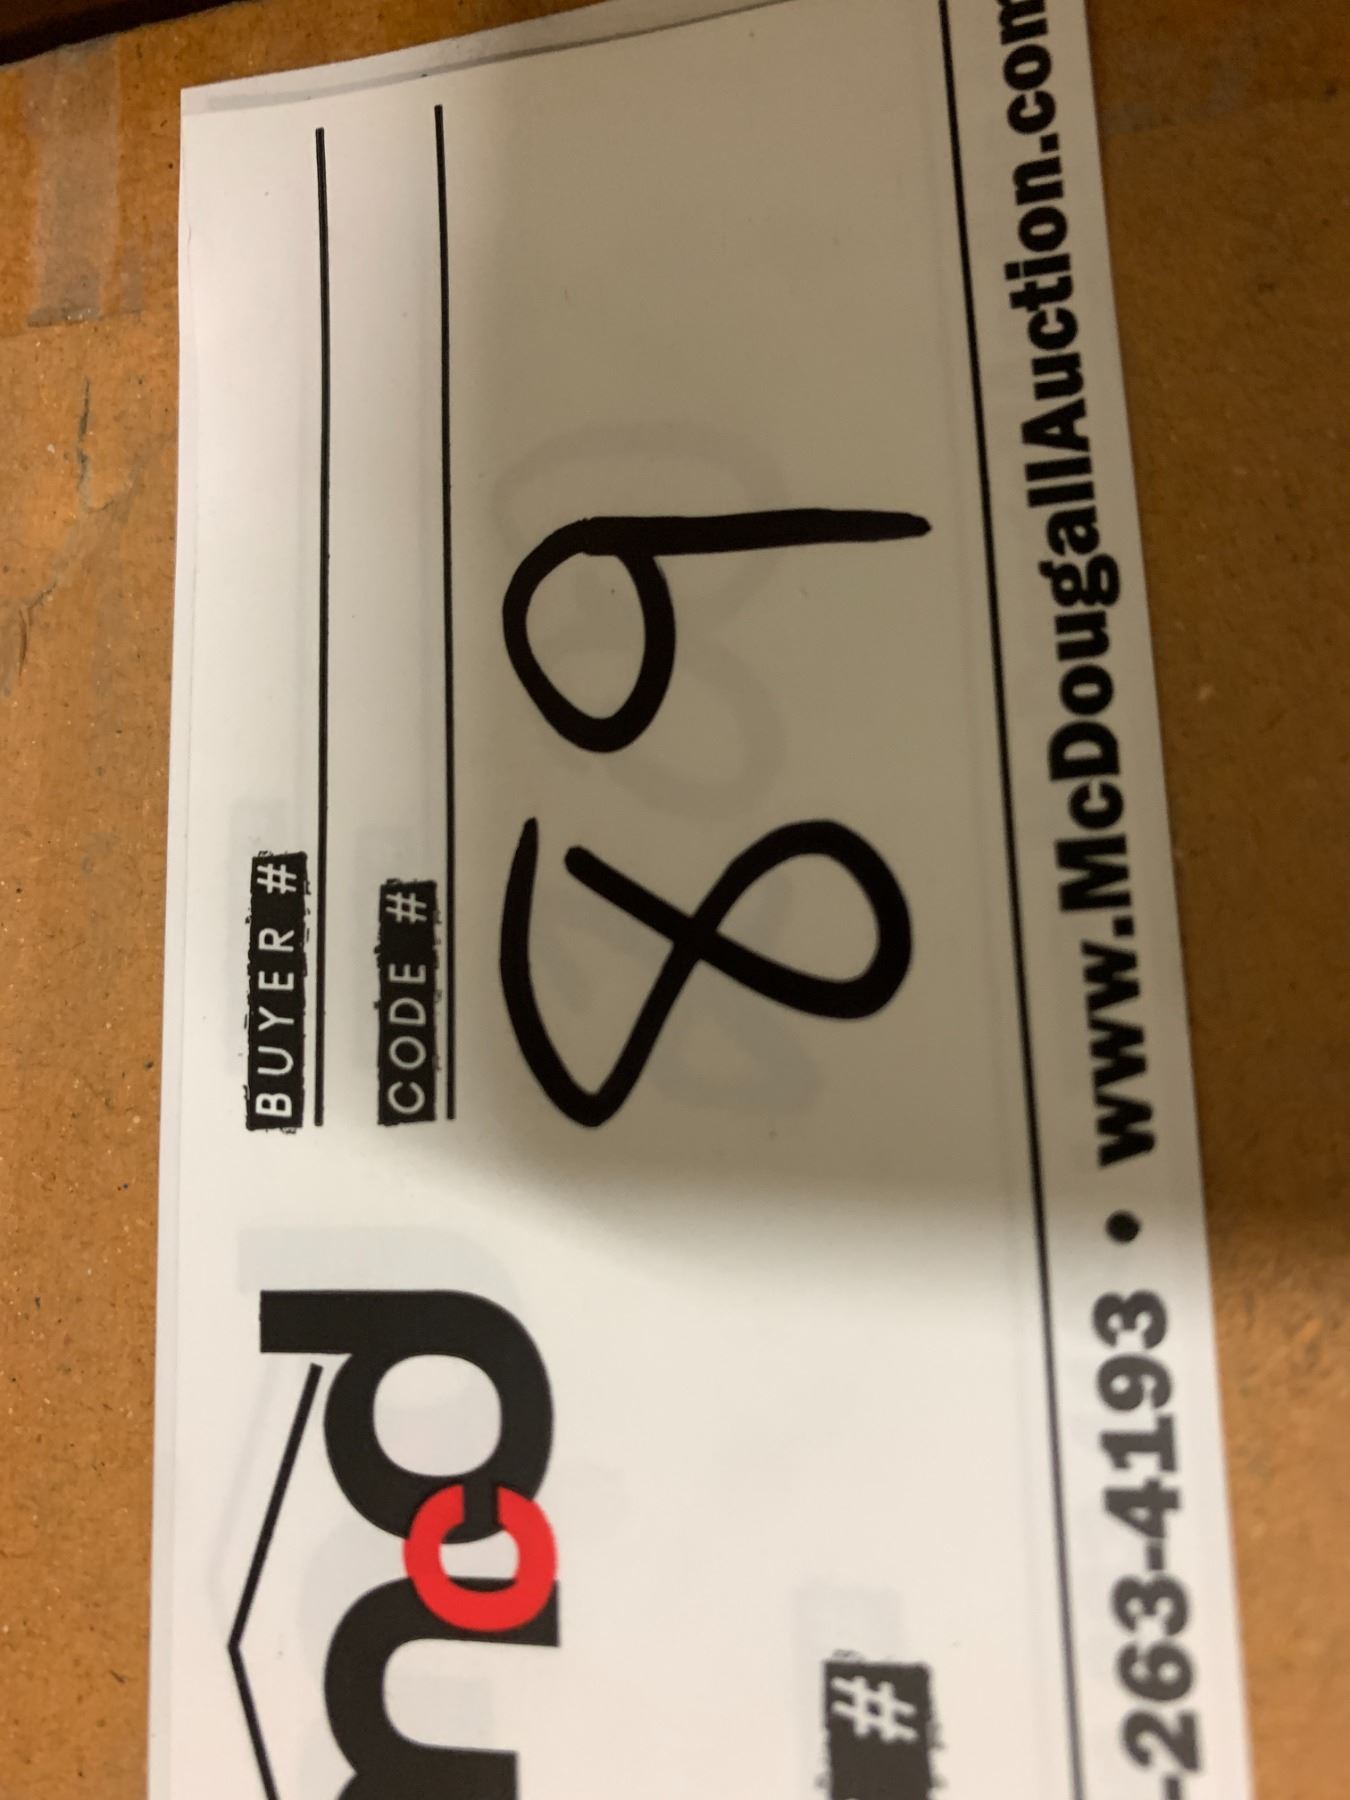 BUYER #
CODE #
mcd
#
89
-263-4193 • www.McDougallAuction.com